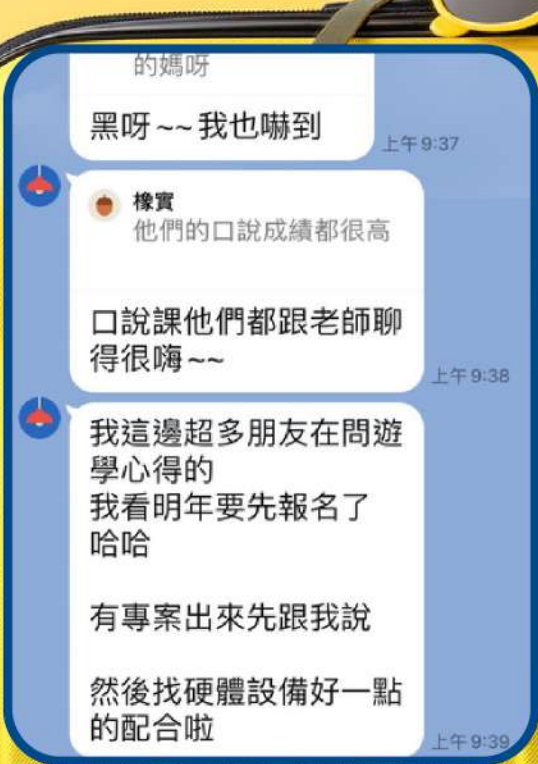 的媽呀
黑呀~~我也嚇到
上午 9:37
橡實
他們的口說成績都很高
口說課他們都跟老師聊
得很嗨~~
上午 9:38
我這邊超多朋友在問遊
學心得的
我看明年要先報名了
哈哈
有專案出來先跟我說
然後找硬體設備好一點
的配合啦
上午 9:39